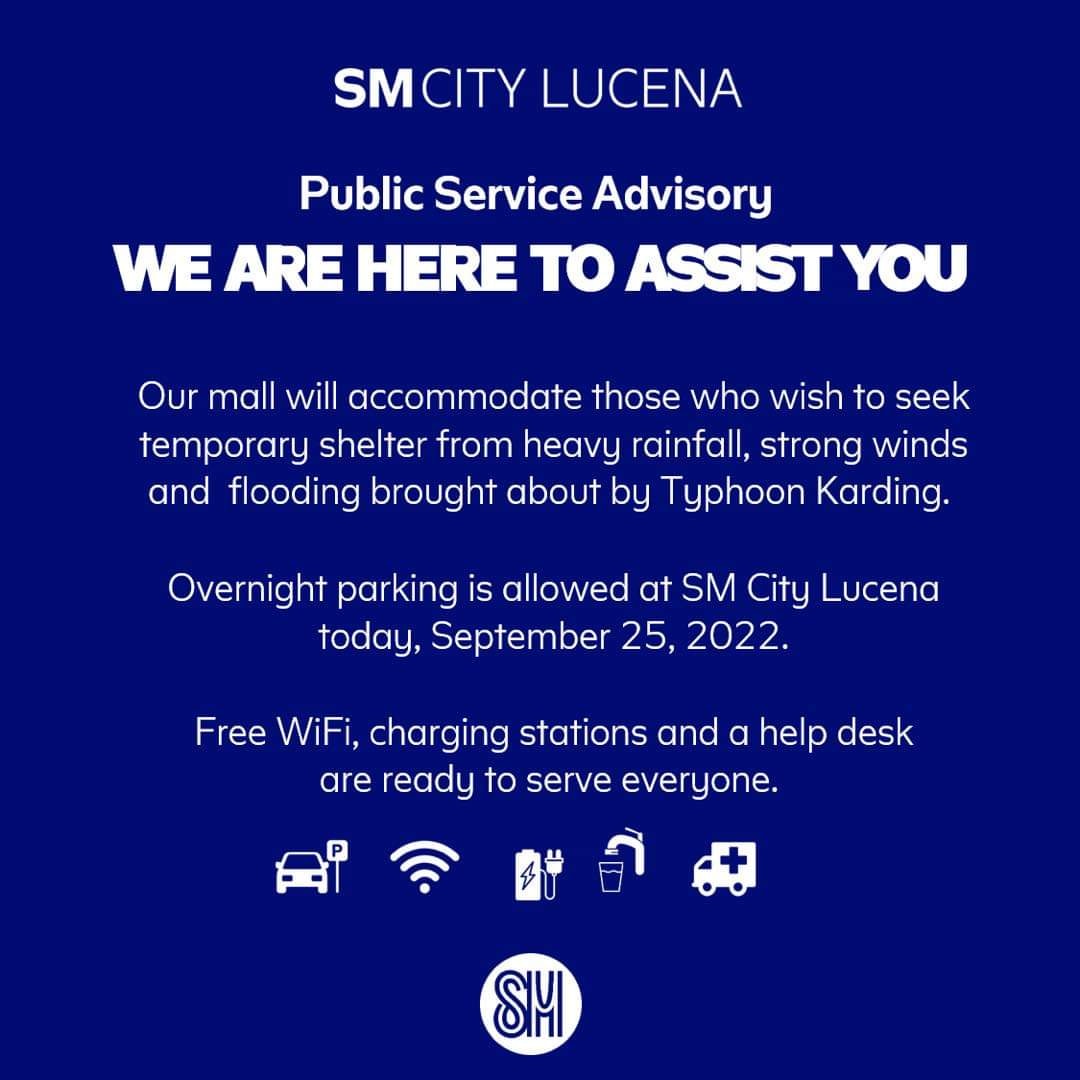 SM CITY LUCENA
Public Service Advisory
WE ARE HERE TO ASSIST YOU
Our mall will accommodate those who wish to seek
temporary shelter from heavy rainfall, strong winds
and flooding brought about by Typhoon Karding.
Overnight parking is allowed at SM City Lucena
today, September 25, 2022.
Free WiFi, charging stations and a help desk
are ready to serve everyone.
P
SM